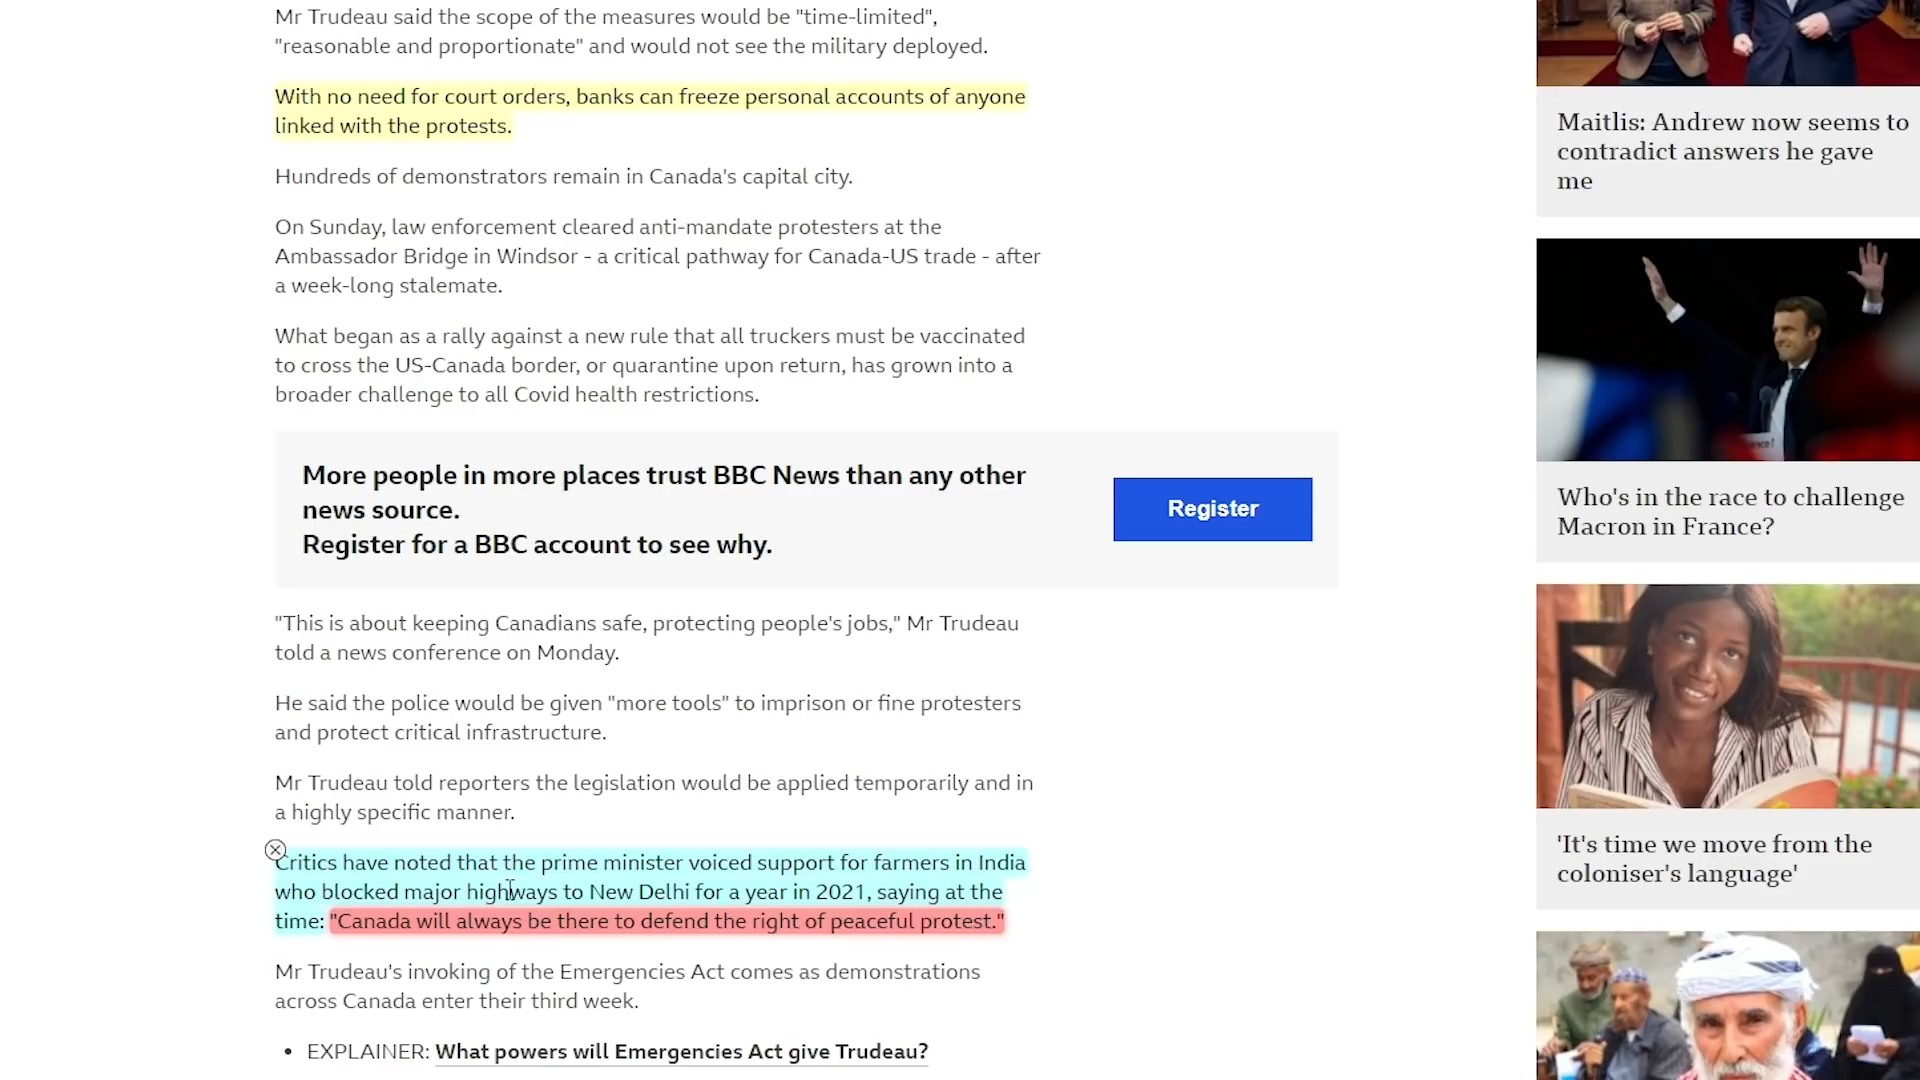 Mr Trudeau said the scope of the measures would be "time-limited",
"reasonable and proportionate" and would not see the military deployed.
With no need for court orders, banks can freeze personal accounts of anyone
linked with the protests.
Hundreds of demonstrators remain in Canada's capital city.
On Sunday, law enforcement cleared anti-mandate protesters at the
Ambassador Bridge in Windsor - a critical pathway for Canada-US trade - after
a week-long stalemate.
What began as a rally against a new rule that all truckers must be vaccinated
to cross the US-Canada border, or quarantine upon return, has grown into a
broader challenge to all Covid health restrictions.
More people in more places trust BBC News than any other
news source.
Register for a BBC account to see why.
Register
"This is about keeping Canadians safe, protecting people's jobs," Mr Trudeau
told a news conference on Monday.
He said the police would be given "more tools" to imprison or fine protesters
and protect critical infrastructure.
Mr Trudeau told reporters the legislation would be applied temporarily and in
a highly specific manner.
Critics have noted that the prime minister voiced support for farmers in India
who blocked major highways to New Delhi for a year in 2021, saying at the
time: "Canada will always be there to defend the right of peaceful protest."
Mr Trudeau's invoking of the Emergencies Act comes as demonstrations
across Canada enter their third week.
• EXPLAINER: What powers will Emergencies Act give Trudeau?
Maitlis: Andrew now seems to
contradict answers he gave
me
Who's in the race to challenge
Macron in France?
'It's time we move from the
coloniser's language'